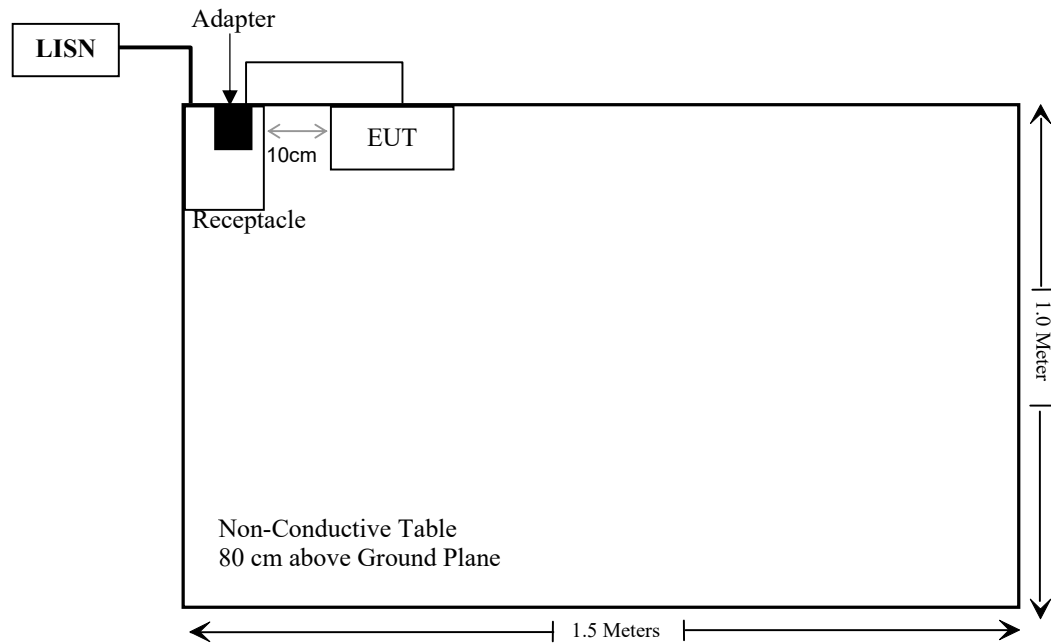 Adapter
LISN
EUT
10cm
Receptacle
1.0 Meter
Non-Conductive Table
80 cm above Ground Plane
1.5 Meters